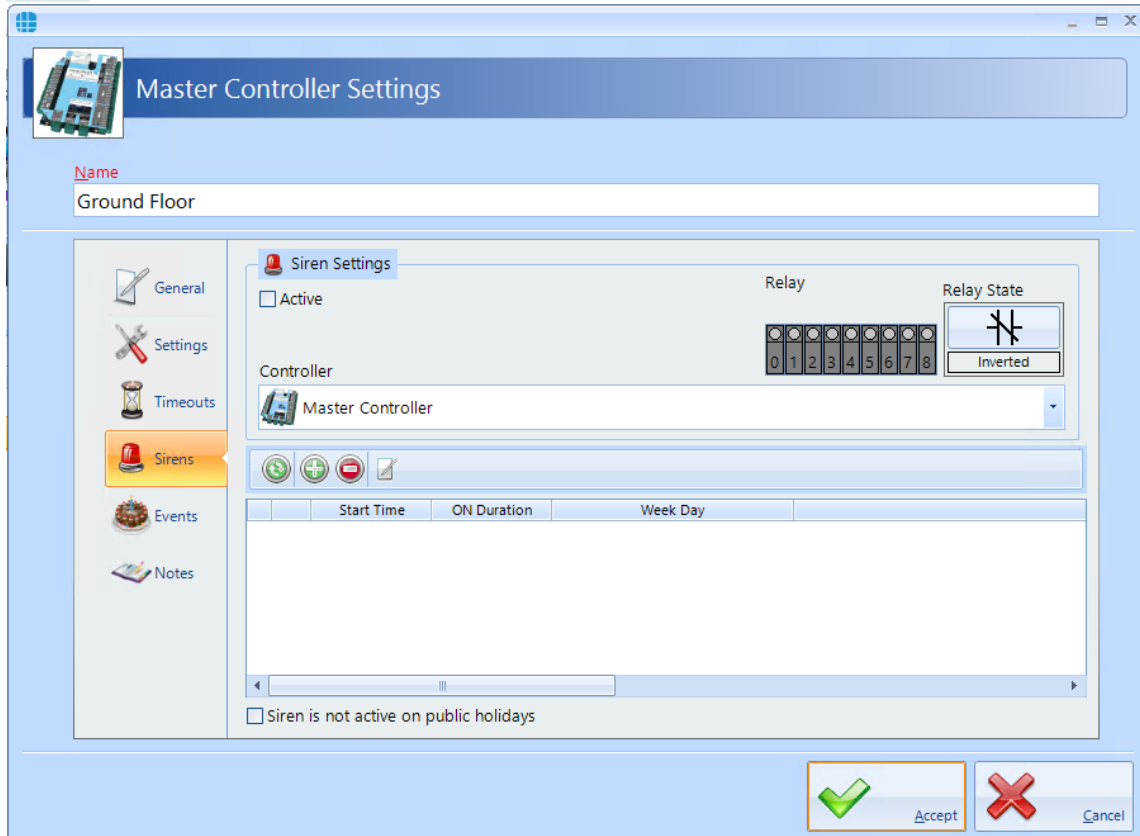 Master Controller Settings
Name
Ground Floor
General
Settings
Timeouts
Sirens
Events
Notes
Siren Settings
Active
Relay
Relay State
0 1 2 3 4 5 6 7 8
Inverted
Controller
Master Controller
Start Time ON Duration Week Day
Siren is not active on public holidays
Accept Cancel